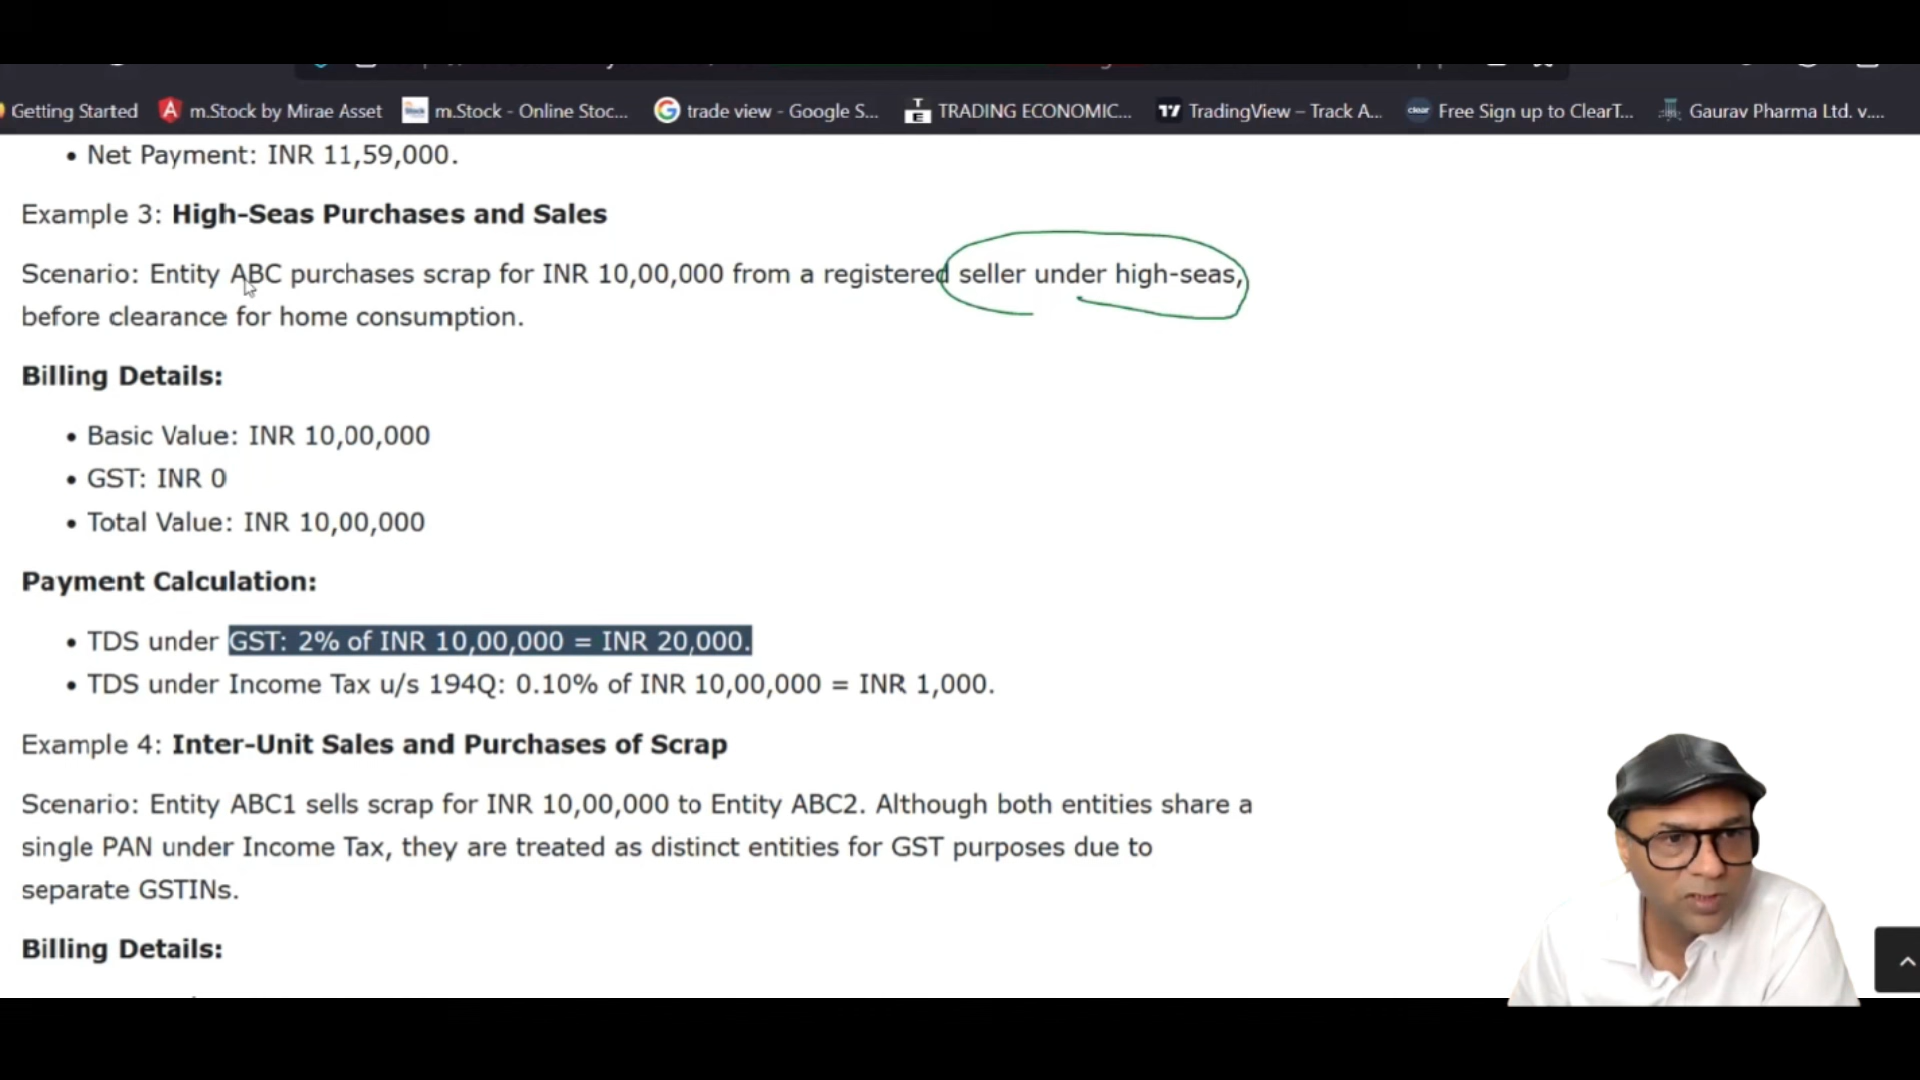 Getting Started m.Stock by Mirae Asset m.Stock - Online Stoc... trade view - Google S... TRADING ECONOMIC... TradingView – Track A... Free Sign up to ClearT... Gaurav Pharma Ltd. v....
• Net Payment: INR 11,59,000.
Example 3: High-Seas Purchases and Sales
Scenario: Entity ABC purchases scrap for INR 10,00,000 from a registered seller under high-seas,
before clearance for home consumption.
Billing Details:
• Basic Value: INR 10,00,000
• GST: INR 0
• Total Value: INR 10,00,000
Payment Calculation:
• TDS under GST: 2% of INR 10,00,000 = INR 20,000.
• TDS under Income Tax u/s 194Q: 0.10% of INR 10,00,000 = INR 1,000.
Example 4: Inter-Unit Sales and Purchases of Scrap
Scenario: Entity ABC1 sells scrap for INR 10,00,000 to Entity ABC2. Although both entities share a
single PAN under Income Tax, they are treated as distinct entities for GST purposes due to
separate GSTINs.
Billing Details: